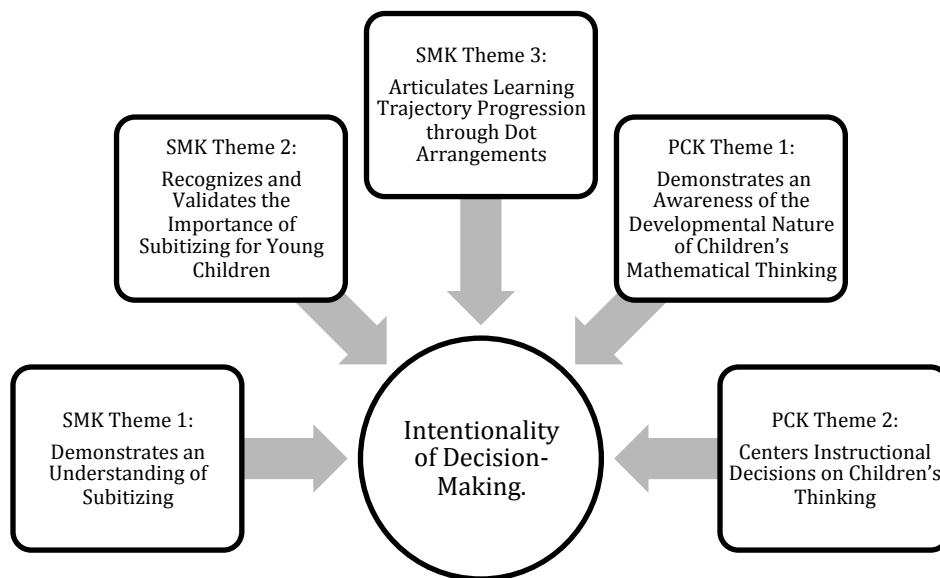 SMK Theme 3:
Articulates Learning
Trajectory Progression
through Dot
Arrangements
SMK Theme 2:
Recognizes and
Validates the
Importance of
Subitizing for Young
Children
PCK Theme 1:
Demonstrates an
Awareness of the
Developmental Nature
of Children's
Mathematical Thinking
SMK Theme 1:
Demonstrates an
Understanding of
Subitizing
Intentionality
of Decision-
Making.
PCK Theme 2:
Centers Instructional
Decisions on Children's
Thinking